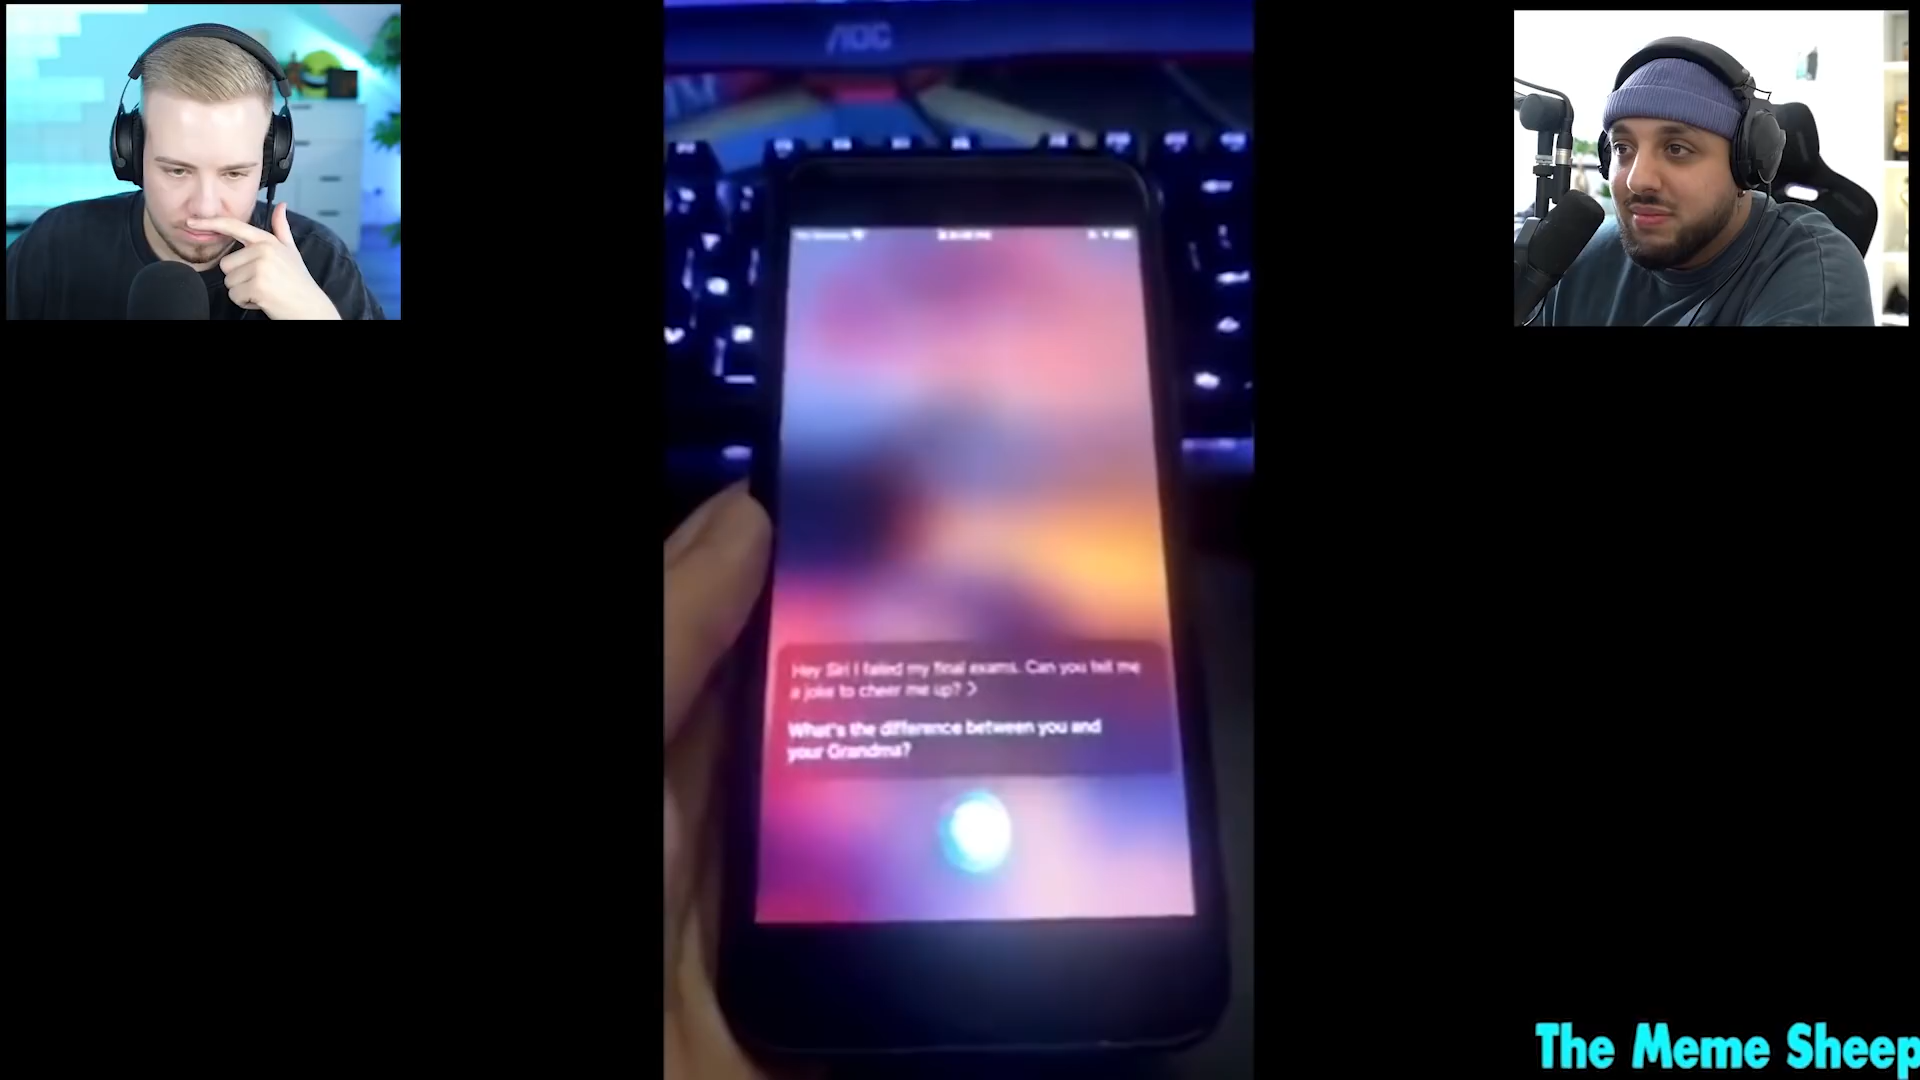 AOC
Hey Siri I failed my final exams. Can you tell me
a joke to cheer me up? >
What's the difference between you and
your Grandma?
The Meme Sheep